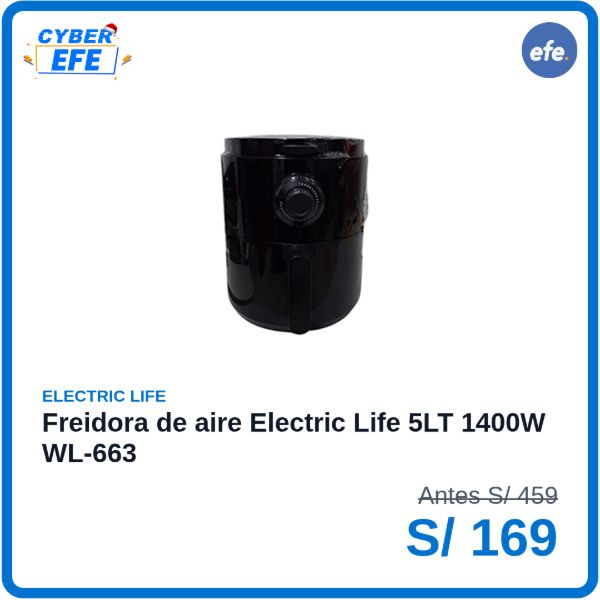 CYBER
EFE
efe.
ELECTRIC LIFE
Freidora de aire Electric Life 5LT 1400W
WL-663
Antes S/ 459
S/ 169